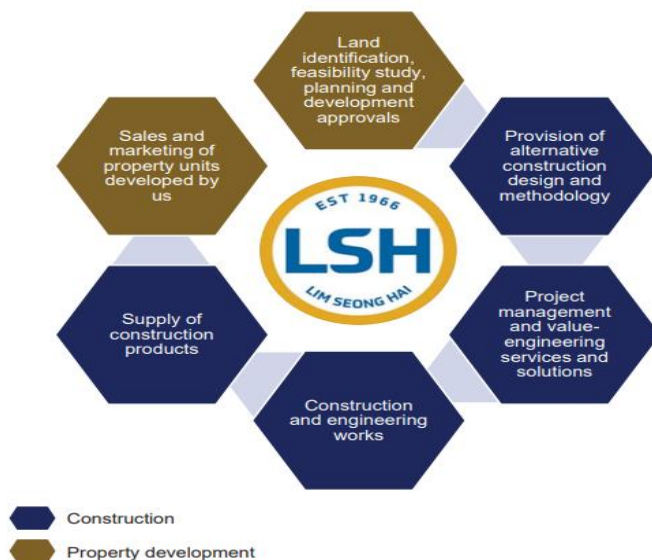 Land
identification,
feasibility study,
planning and
development
approvals
Provision of
alternative
construction
design and
methodology
Project
management
and value-
engineering
services and
solutions
Construction
and engineering
works
Supply of
construction
products
Sales and
marketing of
property units
developed by
us
EST 1966
LSH
LIM SEONG HAI
Construction
Property development